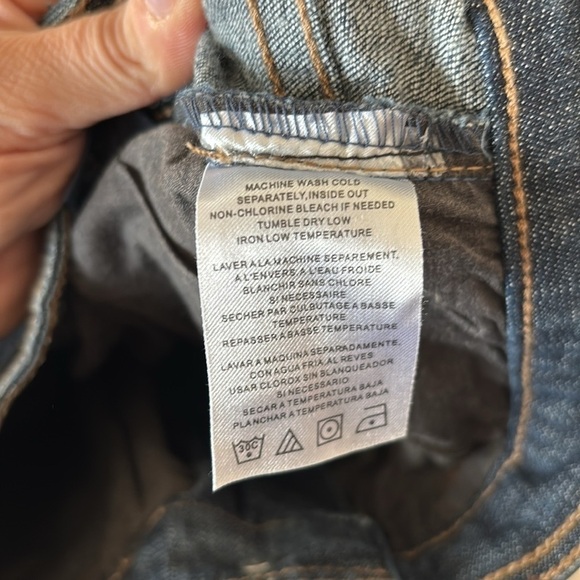 MACHINE WASH COLD
SEPARATELY,INSIDE OUT
NON-CHLORINE BLEACH IF NEEDED
TUMBLE DRY LOW
IRON LOW TEMPERATURE
LAVER A LA MACHINE SEPAREMENT,
A L'ENVERS A L'EAU FROIDE
BLANCHIR SANS CHLORE
SI NECESSAIRE
SECHER PAR CULBUTAGE A BASSE
TEMPERATURE
REPASSER A BASSE TEMPERATURE
LAVAR A MAQUINA SEPARADAMENTE.
CON AGUA FRIA. AL REVES
USAR CLOROX SIN BLANQUEADOR
SI NECESSARIO
SECAR A TEMPERATURA BAJA
PLANCHAR A TEMPERATURA BAJA
30C